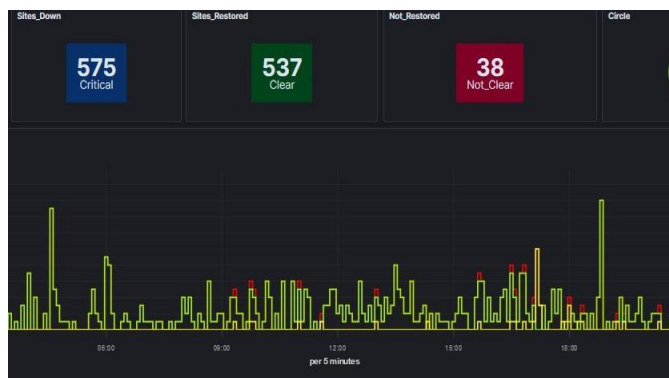 Sites_Down
575
Critical
Sites_Restored
537
Clear
Not_Restored
38
Not_Clear
Circle
06:00
09:00
12:00
15:00
18:00
per 5 minutes